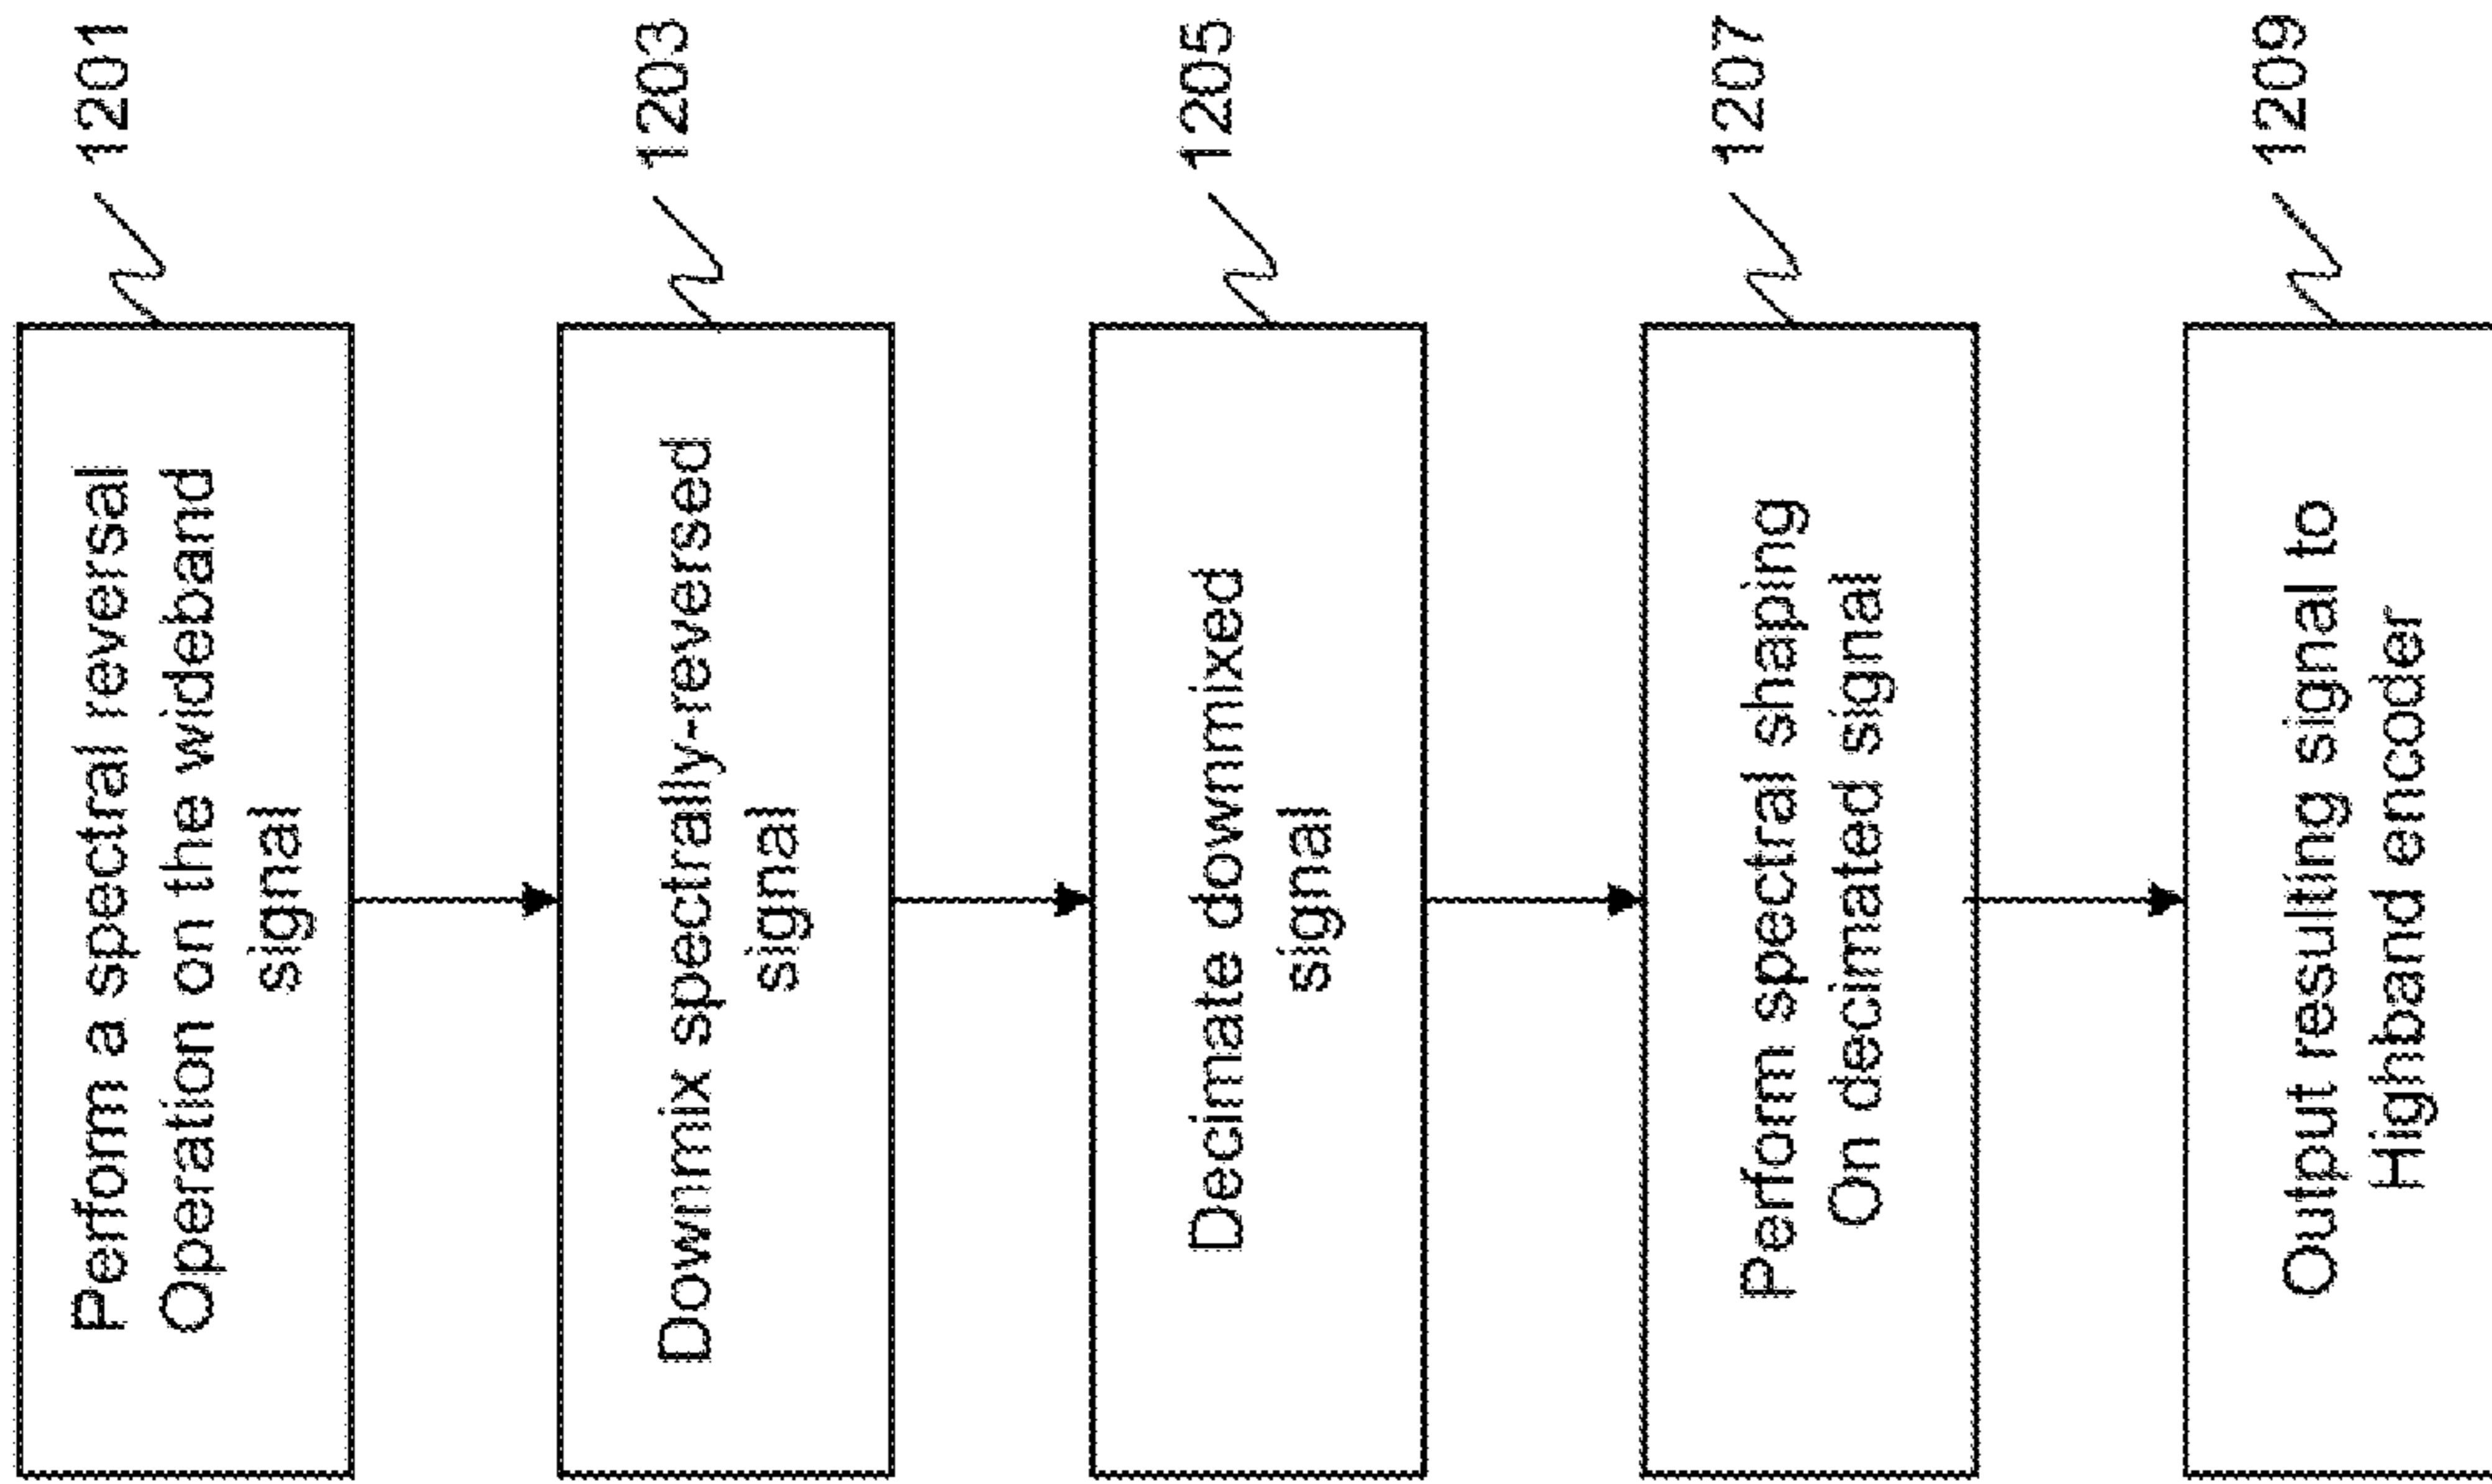 Perform a spectral reversal
Operation on the wideband
signal
1201
Downmix spectrally-reversed
signal
1203
Decimate downmixed
signal
1205
Perform spectral shaping
On decimated signal
1207
Output resulting signal to
Highband encoder
1209